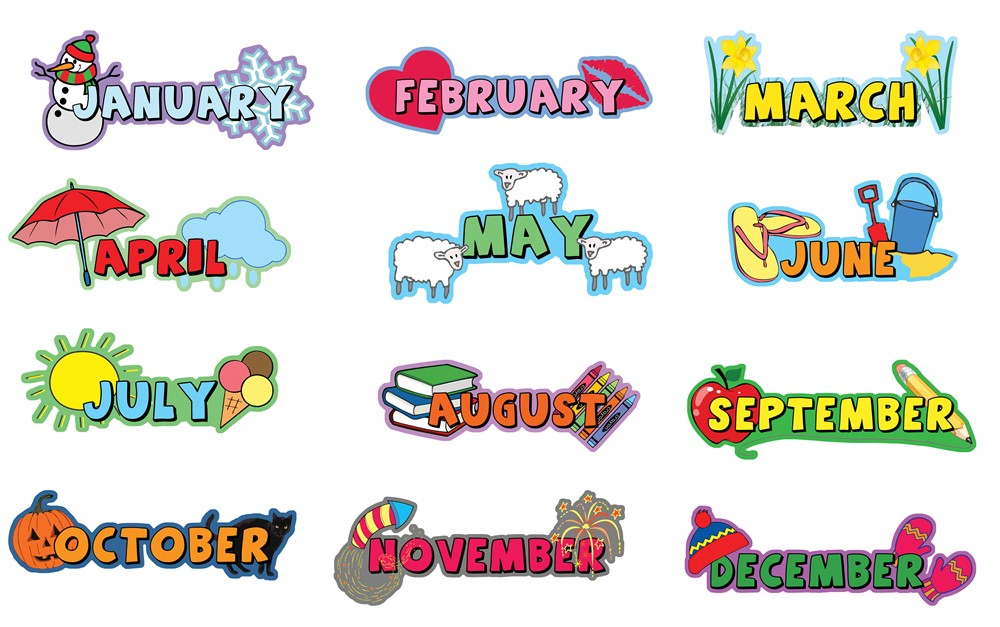 JANUARY
FEBRUARY
MARCH
APRIL
MAY
JUNE
JULY
AUGUST
SEPTEMBER
OCTOBER
NOVEMBER
DECEMBER